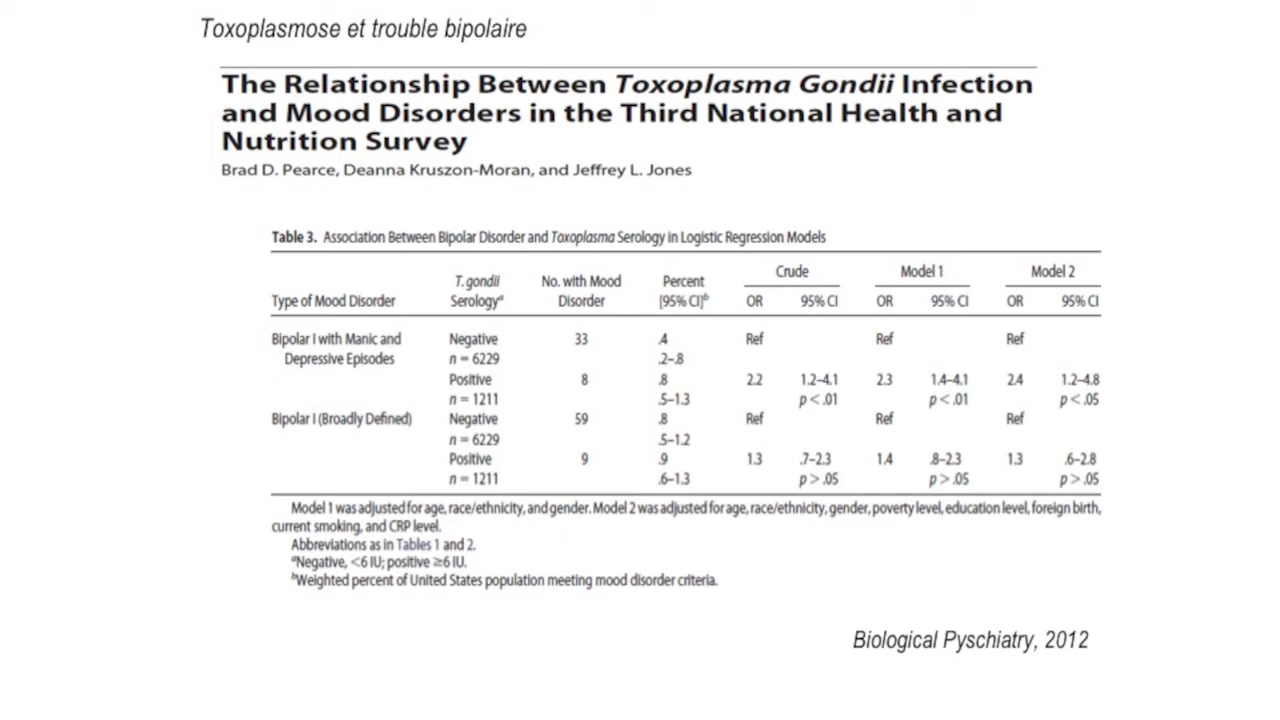 Toxoplasmose et trouble bipolaire
The Relationship Between Toxoplasma Gondii Infection
and Mood Disorders in the Third National Health and
Nutrition Survey
Brad D. Pearce, Deanna Kruszon-Moran, and Jeffrey L. Jones
Table 3. Association Between Bipolar Disorder and Toxoplasma Serology in Logistic Regression Models
Crude Model 1 Model 2
T. gondii No. with Mood Percent
Type of Mood Disorder Serologyᵃ Disorder [95% CI]ᵇ OR 95% CI OR 95% CI OR 95% CI
Bipolar I with Manic and Negative 33 .4 Ref Ref Ref
Depressive Episodes n = 6229 .2–.8
Positive 8 .8 2.2 1.2–4.1 2.3 1.4–4.1 2.4 1.2–4.8
n = 1211 .5–1.3 p < .01 p < .01 p < .05
Bipolar I (Broadly Defined) Negative 59 .8 Ref Ref Ref
n = 6229 .5–1.2
Positive 9 .9 1.3 .7–2.3 1.4 .8–2.3 1.3 .6–2.8
n = 1211 .6–1.3 p > .05 p > .05 p > .05
Model 1 was adjusted for age, race/ethnicity, and gender. Model 2 was adjusted for age, race/ethnicity, gender, poverty level, education level, foreign birth,
current smoking, and CRP level.
Abbreviations as in Tables 1 and 2.
ᵃNegative, <6 IU; positive ≥6 IU.
ᵇWeighted percent of United States population meeting mood disorder criteria.
Biological Pyschiatry, 2012